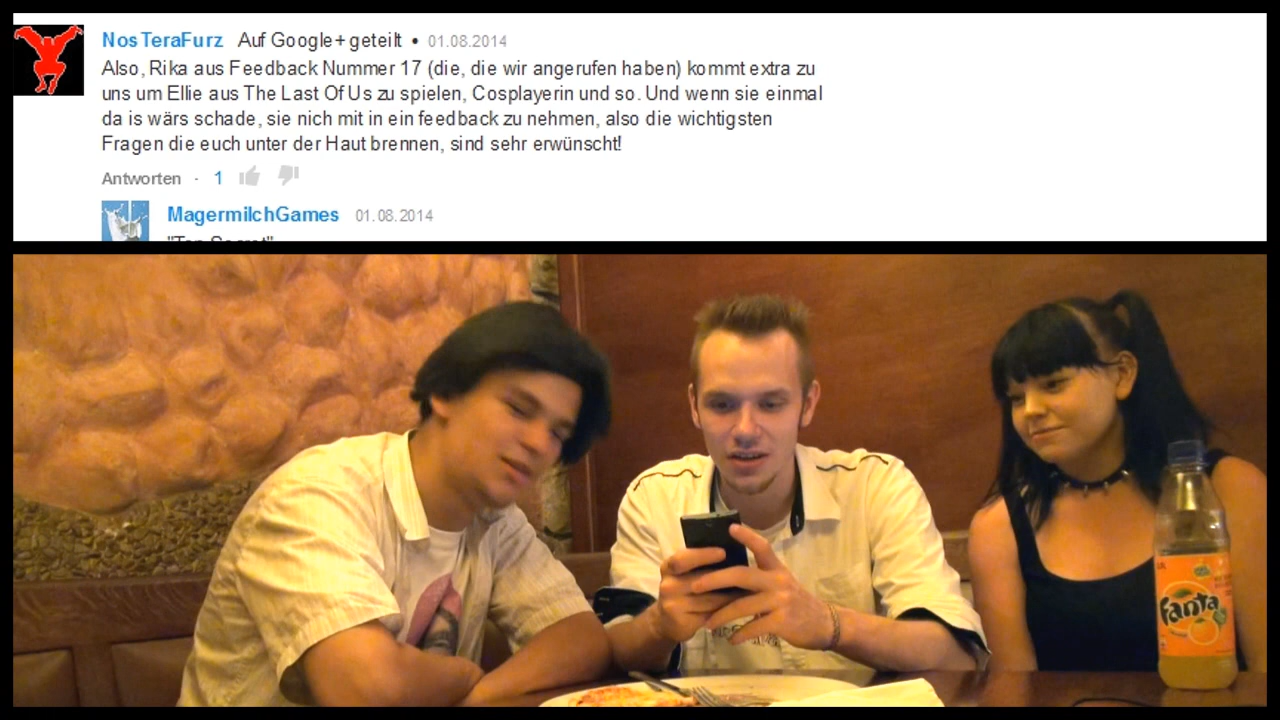 NosTeraFurz Auf Google+ geteilt • 01.08.2014
Also, Rika aus Feedback Nummer 17 (die, die wir angerufen haben) kommt extra zu
uns um Ellie aus The Last Of Us zu spielen, Cosplayerin und so. Und wenn sie einmal
da is wärs schade, sie nich mit in ein feedback zu nehmen, also die wichtigsten
Fragen die euch unter der Haut brennen, sind sehr erwünscht!
Antworten · 1
MagermilchGames 01.08.2014
"Top Secret"
Fanta